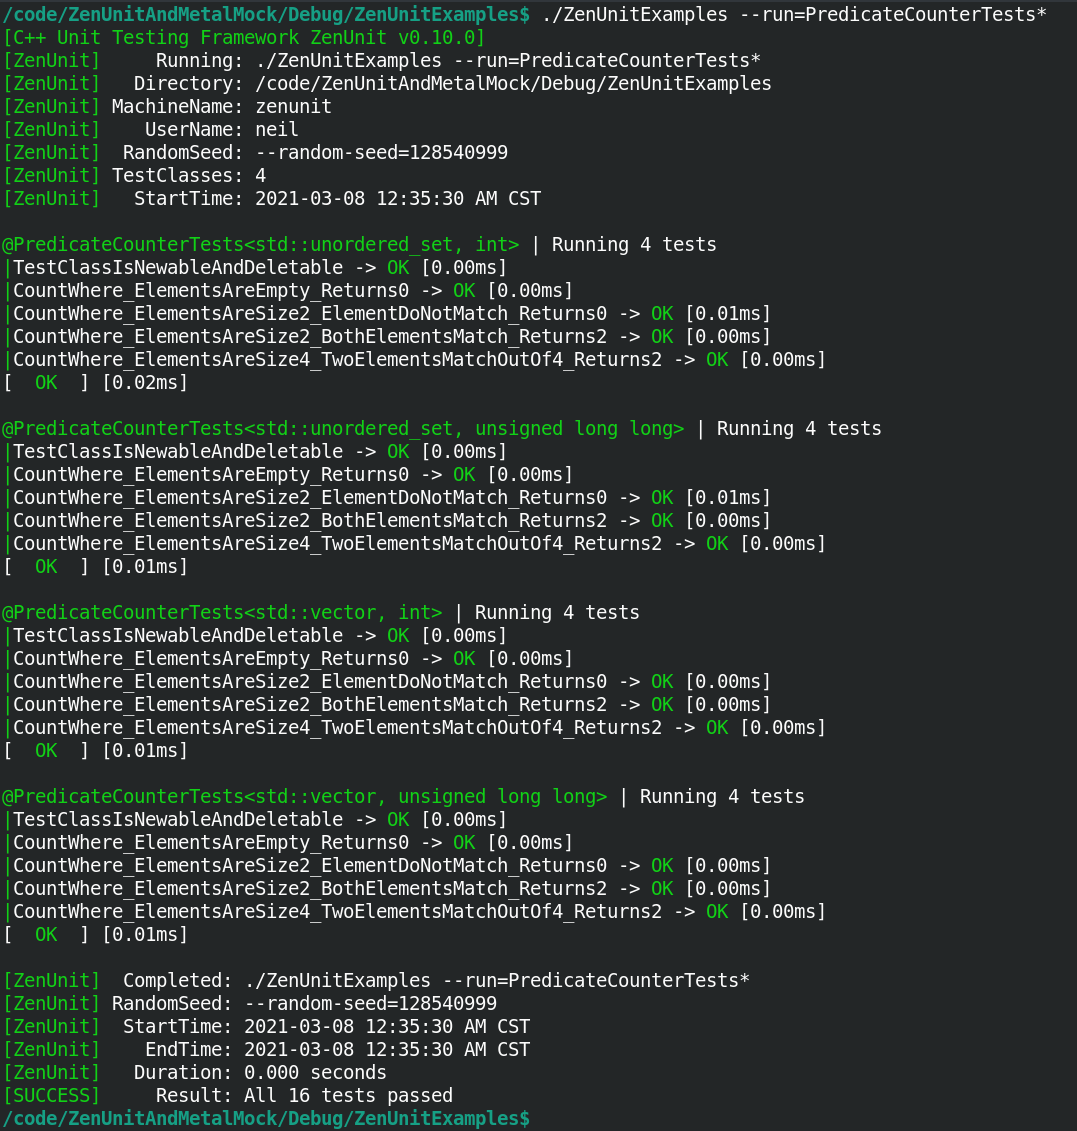 /code/ZenUnitAndMetalMock/Debug/ZenUnitExamples$ ./ZenUnitExamples --run=PredicateCounterTests*
[C++ Unit Testing Framework ZenUnit v0.10.0]
[ZenUnit]     Running: ./ZenUnitExamples --run=PredicateCounterTests*
[ZenUnit]   Directory: /code/ZenUnitAndMetalMock/Debug/ZenUnitExamples
[ZenUnit] MachineName: zenunit
[ZenUnit]    UserName: neil
[ZenUnit]  RandomSeed: --random-seed=128540999
[ZenUnit] TestClasses: 4
[ZenUnit]   StartTime: 2021-03-08 12:35:30 AM CST

@PredicateCounterTests<std::unordered_set, int> | Running 4 tests
|TestClassIsNewableAndDeletable -> OK [0.00ms]
|CountWhere_ElementsAreEmpty_Returns0 -> OK [0.00ms]
|CountWhere_ElementsAreSize2_ElementDoNotMatch_Returns0 -> OK [0.01ms]
|CountWhere_ElementsAreSize2_BothElementsMatch_Returns2 -> OK [0.00ms]
|CountWhere_ElementsAreSize4_TwoElementsMatchOutOf4_Returns2 -> OK [0.00ms]
[  OK  ] [0.02ms]

@PredicateCounterTests<std::unordered_set, unsigned long long> | Running 4 tests
|TestClassIsNewableAndDeletable -> OK [0.00ms]
|CountWhere_ElementsAreEmpty_Returns0 -> OK [0.00ms]
|CountWhere_ElementsAreSize2_ElementDoNotMatch_Returns0 -> OK [0.01ms]
|CountWhere_ElementsAreSize2_BothElementsMatch_Returns2 -> OK [0.00ms]
|CountWhere_ElementsAreSize4_TwoElementsMatchOutOf4_Returns2 -> OK [0.00ms]
[  OK  ] [0.01ms]

@PredicateCounterTests<std::vector, int> | Running 4 tests
|TestClassIsNewableAndDeletable -> OK [0.00ms]
|CountWhere_ElementsAreEmpty_Returns0 -> OK [0.00ms]
|CountWhere_ElementsAreSize2_ElementDoNotMatch_Returns0 -> OK [0.00ms]
|CountWhere_ElementsAreSize2_BothElementsMatch_Returns2 -> OK [0.00ms]
|CountWhere_ElementsAreSize4_TwoElementsMatchOutOf4_Returns2 -> OK [0.00ms]
[  OK  ] [0.01ms]

@PredicateCounterTests<std::vector, unsigned long long> | Running 4 tests
|TestClassIsNewableAndDeletable -> OK [0.00ms]
|CountWhere_ElementsAreEmpty_Returns0 -> OK [0.00ms]
|CountWhere_ElementsAreSize2_ElementDoNotMatch_Returns0 -> OK [0.00ms]
|CountWhere_ElementsAreSize2_BothElementsMatch_Returns2 -> OK [0.00ms]
|CountWhere_ElementsAreSize4_TwoElementsMatchOutOf4_Returns2 -> OK [0.00ms]
[  OK  ] [0.01ms]

[ZenUnit]  Completed: ./ZenUnitExamples --run=PredicateCounterTests*
[ZenUnit] RandomSeed: --random-seed=128540999
[ZenUnit]  StartTime: 2021-03-08 12:35:30 AM CST
[ZenUnit]    EndTime: 2021-03-08 12:35:30 AM CST
[ZenUnit]   Duration: 0.000 seconds
[SUCCESS]     Result: All 16 tests passed
/code/ZenUnitAndMetalMock/Debug/ZenUnitExamples$